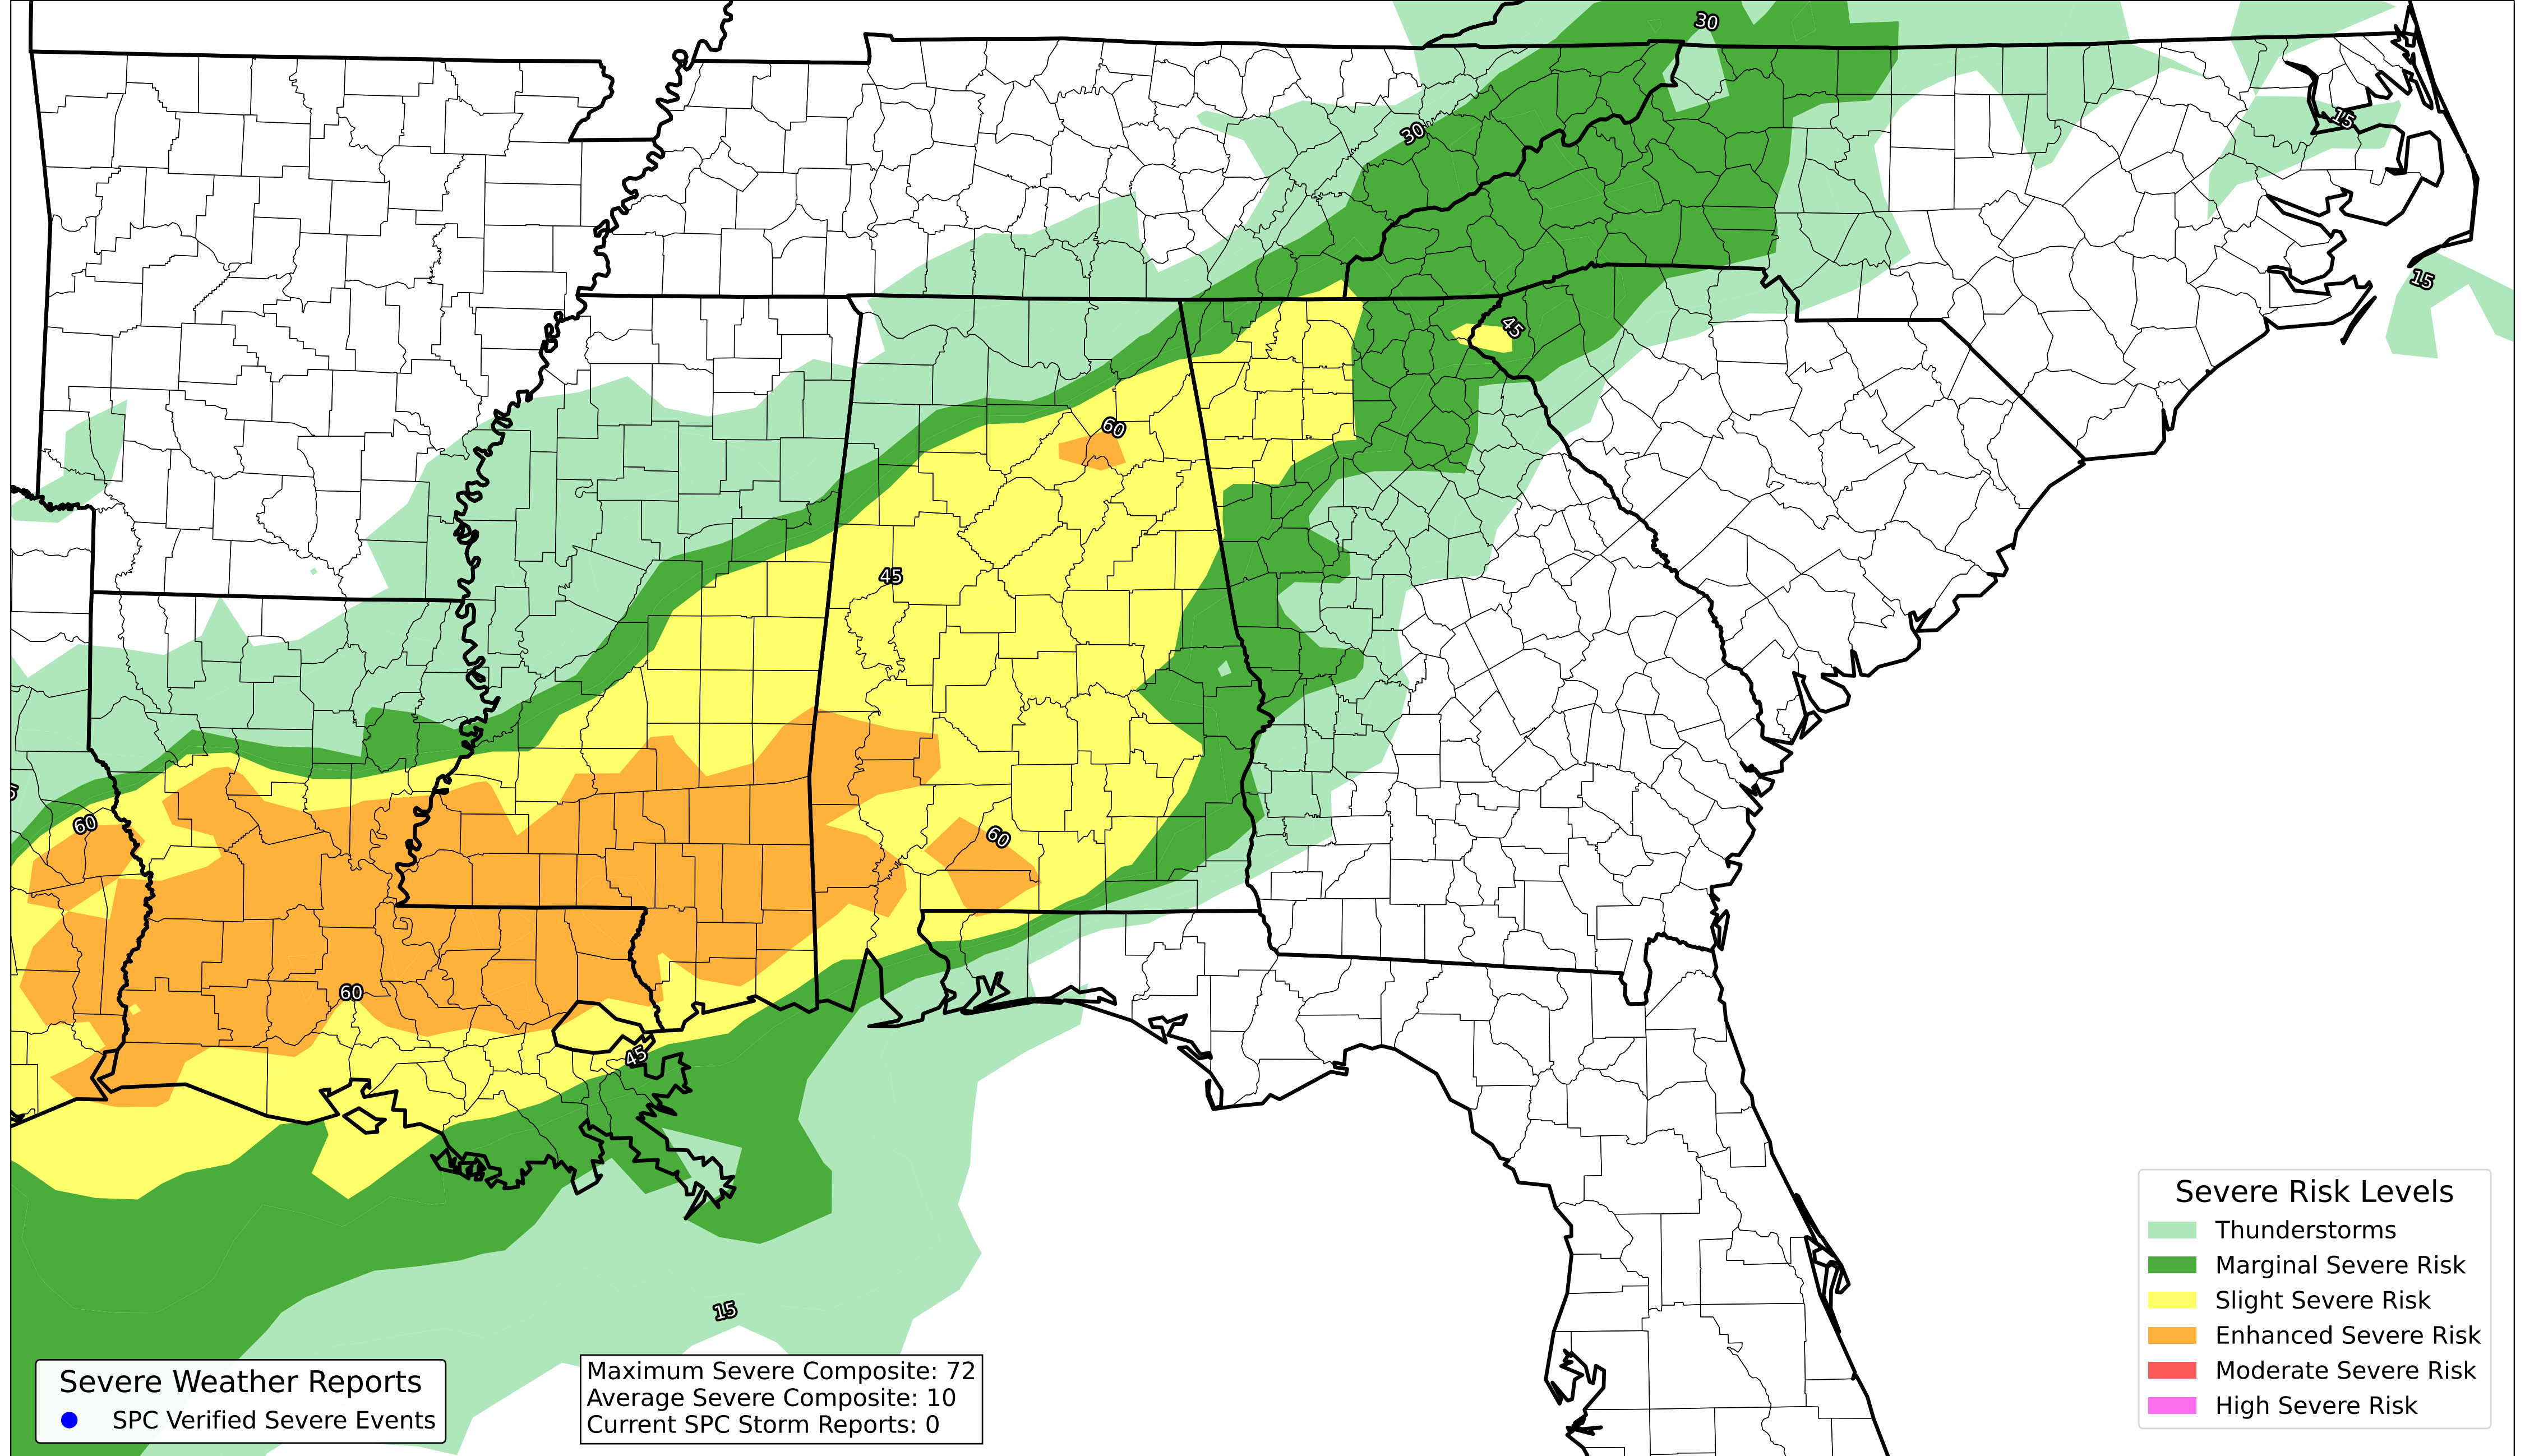 30
30
15
15
45
60
45
5
60
60
60
45
15
Severe Risk Levels
Thunderstorms
Marginal Severe Risk
Slight Severe Risk
Enhanced Severe Risk
Moderate Severe Risk
High Severe Risk
Severe Weather Reports
SPC Verified Severe Events
Maximum Severe Composite: 72
Average Severe Composite: 10
Current SPC Storm Reports: 0